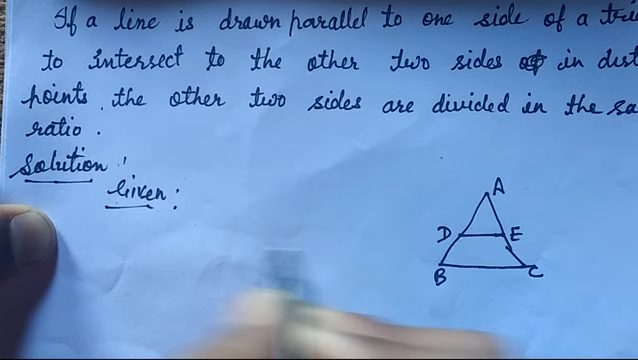 If a line is drawn parallel to one side of a
to intersect to the other two sides in
points, the other two sides are divided in the
ratio.
Solution:
Given:
A
D E
B C